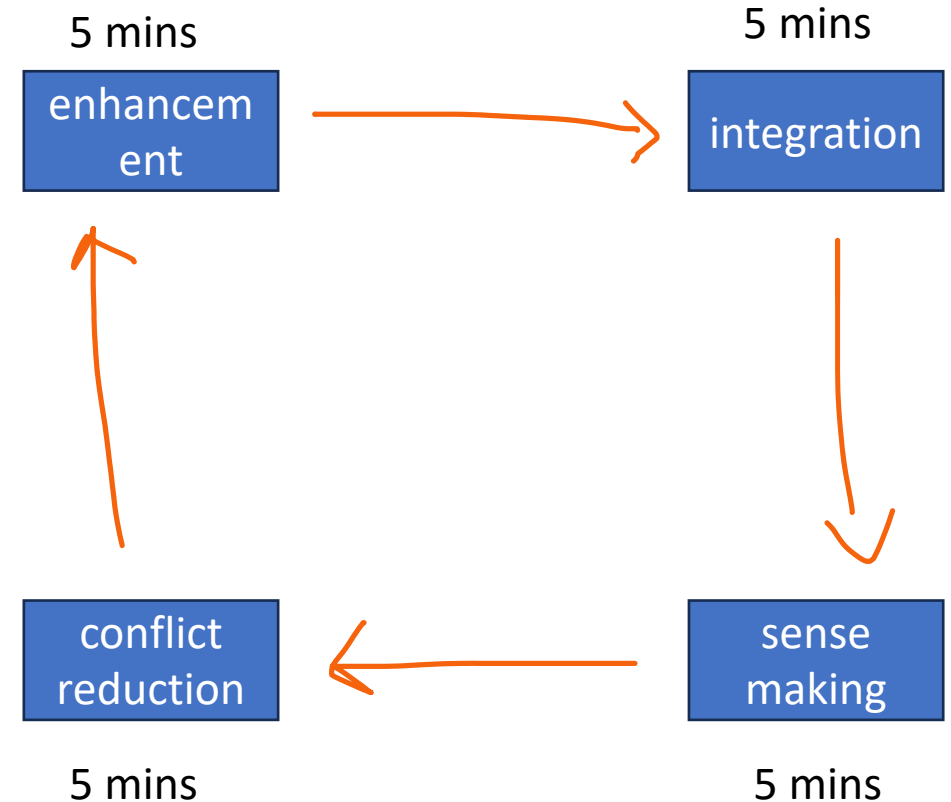 5 mins
enhancem
ent
5 mins
integration
conflict
reduction
5 mins
sense
making
5 mins